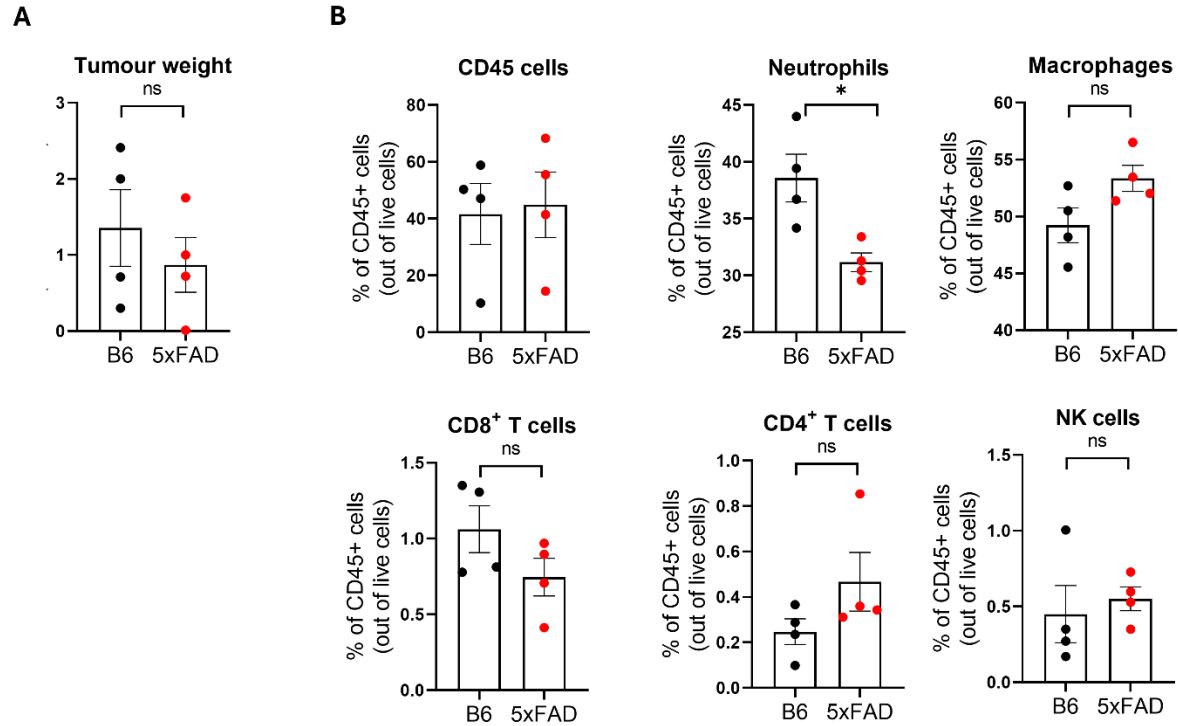 A
B
Tumour weight
ns
3
2
1
0
B6 5xFAD
CD45 cells
% of CD45+ cells
(out of live cells)
80
60
40
20
0
B6 5xFAD
Neutrophils
*
% of CD45+ cells
(out of live cells)
45
40
35
30
25
B6 5xFAD
Macrophages
ns
% of CD45+ cells
(out of live cells)
60
55
50
45
40
B6 5xFAD
CD8⁺ T cells
ns
% of CD45+ cells
(out of live cells)
1.5
1.0
0.5
0.0
B6 5xFAD
CD4⁺ T cells
ns
% of CD45+ cells
(out of live cells)
1.0
0.8
0.6
0.4
0.2
0.0
B6 5xFAD
NK cells
ns
% of CD45+ cells
(out of live cells)
1.5
1.0
0.5
0.0
B6 5xFAD